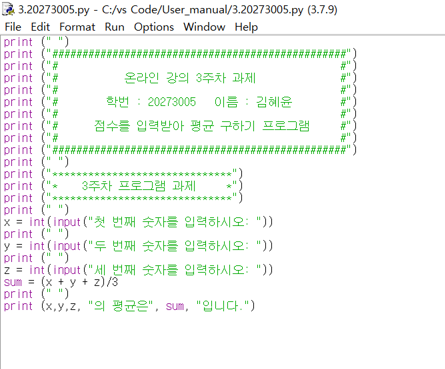 3.20273005.py - C:/vs Code/User_manual/3.20273005.py (3.7.9)
File Edit Format Run Options Window Help
print (" ")
print ("##################################################")
print ("#                                                #")
print ("#           온라인 강의 3주차 과제              #")
print ("#                                                #")
print ("#        학번 : 20273005   이름 : 김혜윤        #")
print ("#                                                #")
print ("#      점수를 입력받아 평균 구하기 프로그램     #")
print ("#                                                #")
print ("##################################################")
print (" ")
print ("******************************")
print ("*    3주차 프로그램 과제     *")
print ("******************************")
print (" ")
x = int(input("첫 번째 숫자를 입력하시오: "))
print (" ")
y = int(input("두 번째 숫자를 입력하시오: "))
print (" ")
z = int(input("세 번째 숫자를 입력하시오: "))
sum = (x + y + z)/3
print (" ")
print (x,y,z, "의 평균은", sum, "입니다.")